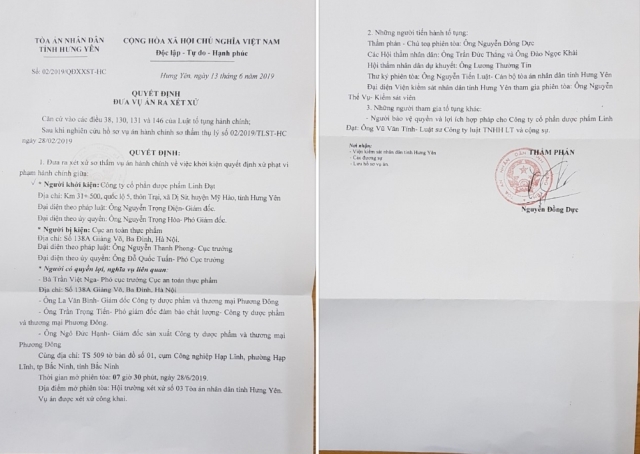 TÒA ÁN NHÂN DÂN
TỈNH HƯNG YÊN
Số: 02/2019/QĐXXST-HC
CỘNG HÒA XÃ HỘI CHỦ NGHĨA VIỆT NAM
Độc lập - Tự do - Hạnh phúc
Hưng Yên, ngày 13 tháng 6 năm 2019
QUYẾT ĐỊNH
ĐƯA VỤ ÁN RA XÉT XỬ
Căn cứ vào các điều 38, 130, 131 và 146 của Luật tố tụng hành chính;
Sau khi nghiên cứu hồ sơ vụ án hành chính sơ thẩm thụ lý số 02/2019/TLST-HC
ngày 28/02/2019
QUYẾT ĐỊNH:
1. Đưa ra xét xử sơ thẩm vụ án hành chính về việc khởi kiện quyết định xử phạt vi
phạm hành chính giữa:
* Người khởi kiện: Công ty cổ phần dược phẩm Linh Đạt
Địa chỉ: Km 31+500, quốc lộ 5, thôn Trại, xã Dị Sử, huyện Mỹ Hào, tỉnh Hưng Yên
Đại diện theo pháp luật: Ông Nguyễn Trọng Điện- Giám đốc.
Đại diện theo ủy quyền: Ông Nguyễn Trọng Hòa- Phó Giám đốc.
* Người bị kiện: Cục an toàn thực phẩm
Địa chỉ: Số 138A Giảng Võ, Ba Đình, Hà Nội.
Đại diện theo pháp luật: Ông Nguyễn Thanh Phong- Cục trưởng
Đại diện theo ủy quyền: Ông Đỗ Quốc Tuấn- Phó Cục trưởng
* Người có quyền lợi, nghĩa vụ liên quan:
- Bà Trần Việt Nga- Phó cục trưởng Cục an toàn thực phẩm
Địa chỉ: Số 138A Giảng Võ, Ba Đình, Hà Nội
- Ông La Văn Bình- Giám đốc Công ty dược phẩm và thương mại Phương Đông
- Ông Trần Trọng Tiến- Phó giám đốc đảm bảo chất lượng- Công ty dược phẩm
và thương mại Phương Đông.
- Ông Ngô Đức Hạnh- Giám đốc sản xuất Công ty dược phẩm và thương mại
Phương Đông
Cùng địa chỉ: TS 509 tờ bản đồ số 01, cụm Công nghiệp Hạp Lĩnh, phường Hạp
Lĩnh, tp Bắc Ninh, tỉnh Bắc Ninh
Thời gian mở phiên tòa: 07 giờ 30 phút, ngày 28/6/2019.
Địa điểm mở phiên tòa: Hội trường xét xử số 03 Tòa án nhân dân tỉnh Hưng Yên.
Vụ án được xét xử công khai.
2. Những người tiến hành tố tụng:
Thẩm phán - Chủ toạ phiên tòa: Ông Nguyễn Đồng Dực
Các Hội thẩm nhân dân: Ông Trần Đức Thắng và Ông Đào Ngọc Khải
Hội thẩm nhân dân dự khuyết: Ông Lương Thường Tin
Thư ký phiên tòa: Ông Nguyễn Tiến Luật- Cán bộ tòa án nhân dân tỉnh Hưng Yên
Đại diện Viện kiểm sát nhân dân tỉnh Hưng Yên tham gia phiên tòa: Ông Nguyễn
Thế Vụ- Kiểm sát viên
3. Những người tham gia tố tụng khác:
- Người bảo vệ quyền và lợi ích hợp pháp cho công ty cổ phần dược phẩm Linh
Đạt: Ông Vũ Văn Tính- Luật sư Công ty luật TNHH LT và cộng sự.
Nơi nhận:
- Viện kiểm sát nhân dân tỉnh Hưng Yên
- Các đương sự
- Lưu hồ sơ vụ án
THẨM PHÁN
Nguyễn Đồng Dực